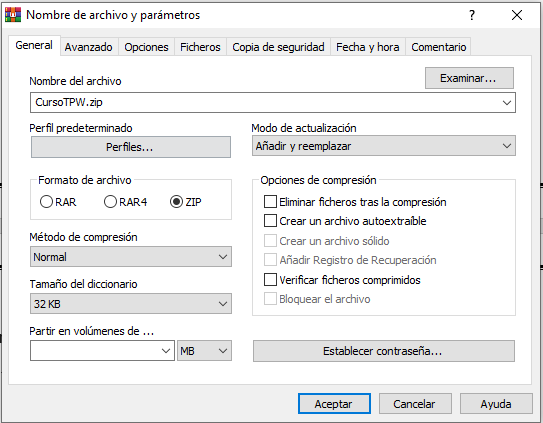 Nombre de archivo y parámetros
General Avanzado Opciones Ficheros Copia de seguridad Fecha y hora Comentario
Nombre del archivo
Examinar...
CursoTPW.zip
Perfil predeterminado
Perfiles...
Modo de actualización
Añadir y reemplazar
Formato de archivo
RAR RAR4 ZIP
Método de compresión
Normal
Tamaño del diccionario
32 KB
Partir en volúmenes de ...
MB
Opciones de compresión
Eliminar ficheros tras la compresión
Crear un archivo autoextraíble
Crear un archivo sólido
Añadir Registro de Recuperación
Verificar ficheros comprimidos
Bloquear el archivo
Establecer contraseña...
Aceptar Cancelar Ayuda